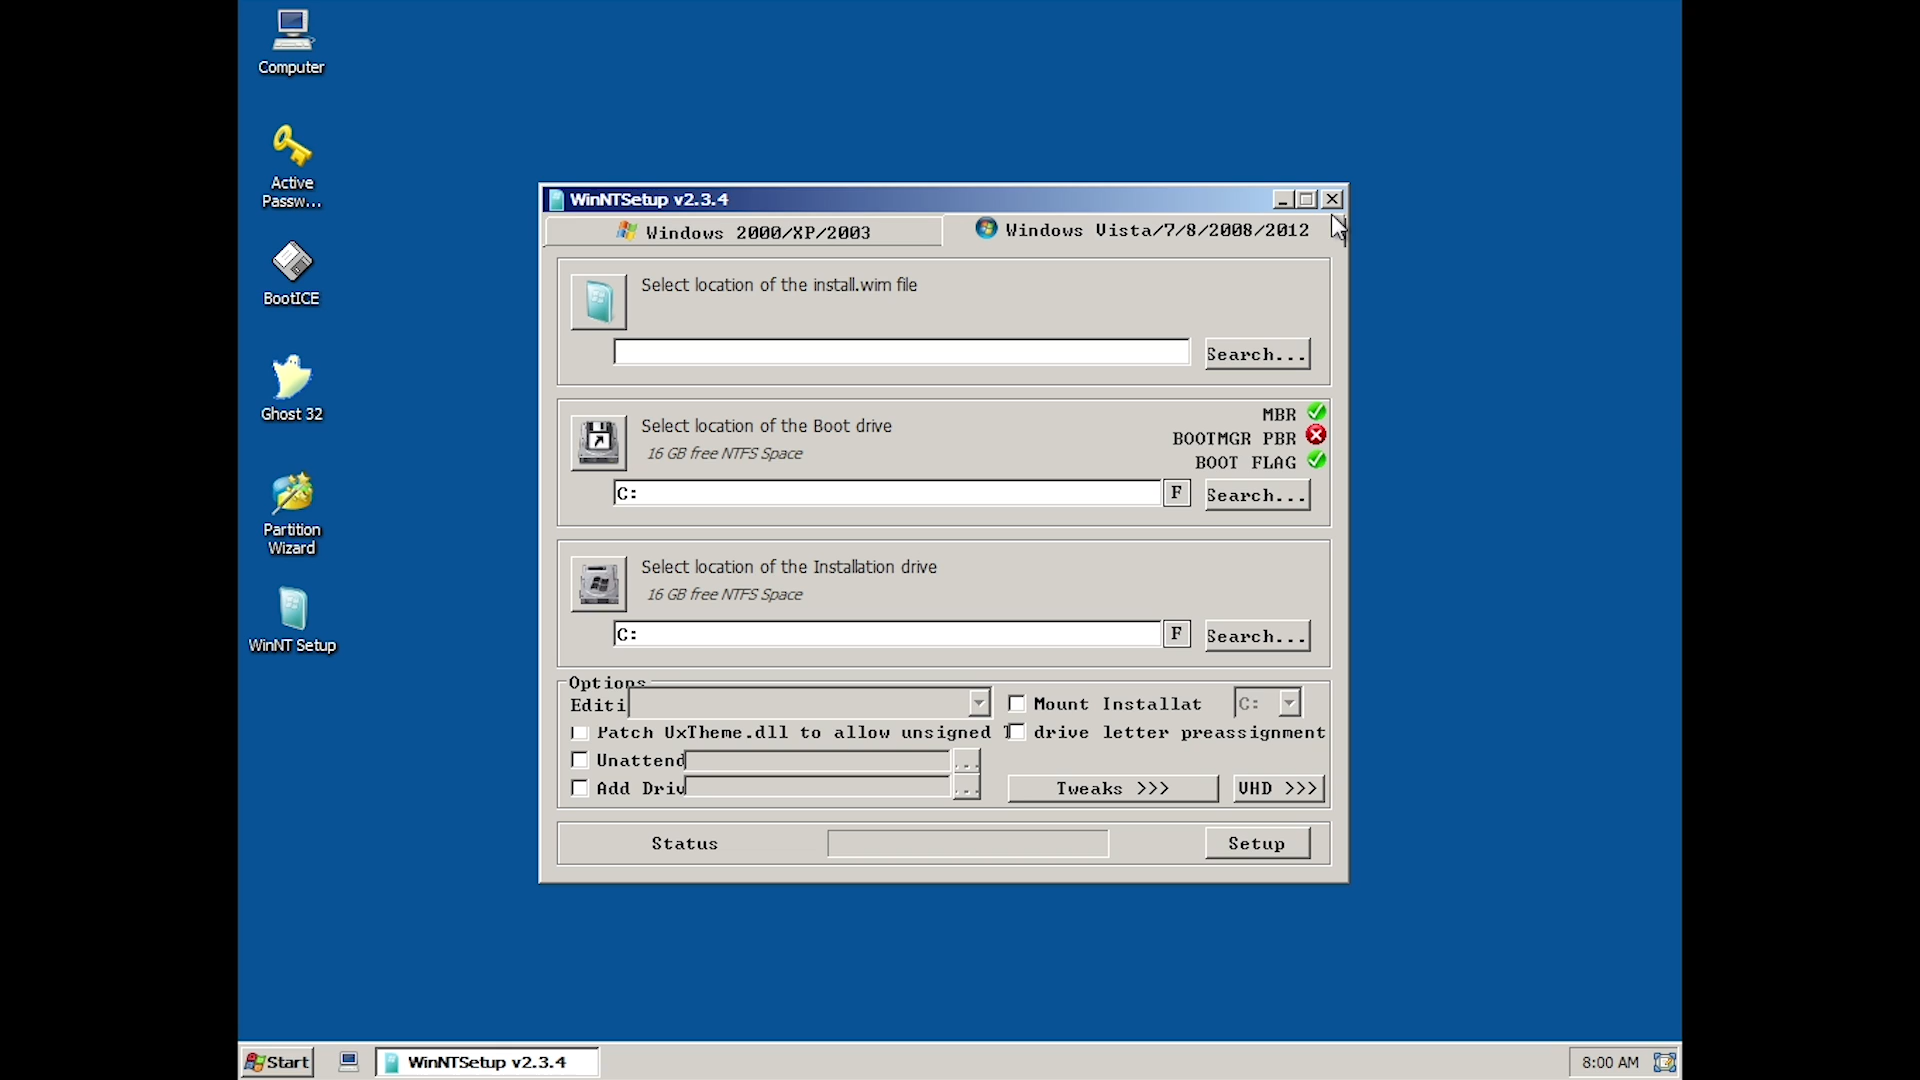 Computer
Active
Passw...
BootICE
Ghost 32
Partition
Wizard
WinNT Setup
WinNTSetup v2.3.4
Windows 2000/XP/2003
Windows Vista/7/8/2008/2012
Select location of the install.wim file
Search...
Select location of the Boot drive
16 GB free NTFS Space
MBR
BOOTMGR PBR
BOOT FLAG
C:
F
Search...
Select location of the Installation drive
16 GB free NTFS Space
C:
F
Search...
Options
Editi
Mount Installat
C:
Patch UxTheme.dll to allow unsigned
drive letter preassignment
Unattend
...
Add Driv
...
Tweaks >>>
VHD >>>
Status
Setup
Start
WinNTSetup v2.3.4
8:00 AM